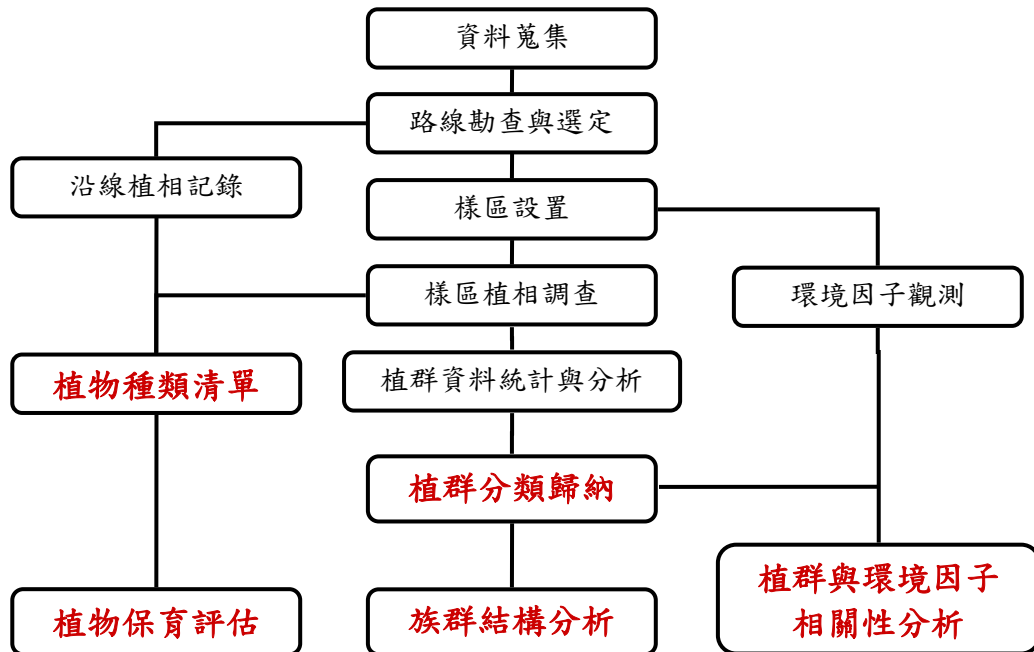 資料蒐集
路線勘查與選定
沿線植相記錄
樣區設置
樣區植相調查
環境因子觀測
植物種類清單
植群資料統計與分析
植群分類歸納
植物保育評估
族群結構分析
植群與環境因子
相關性分析